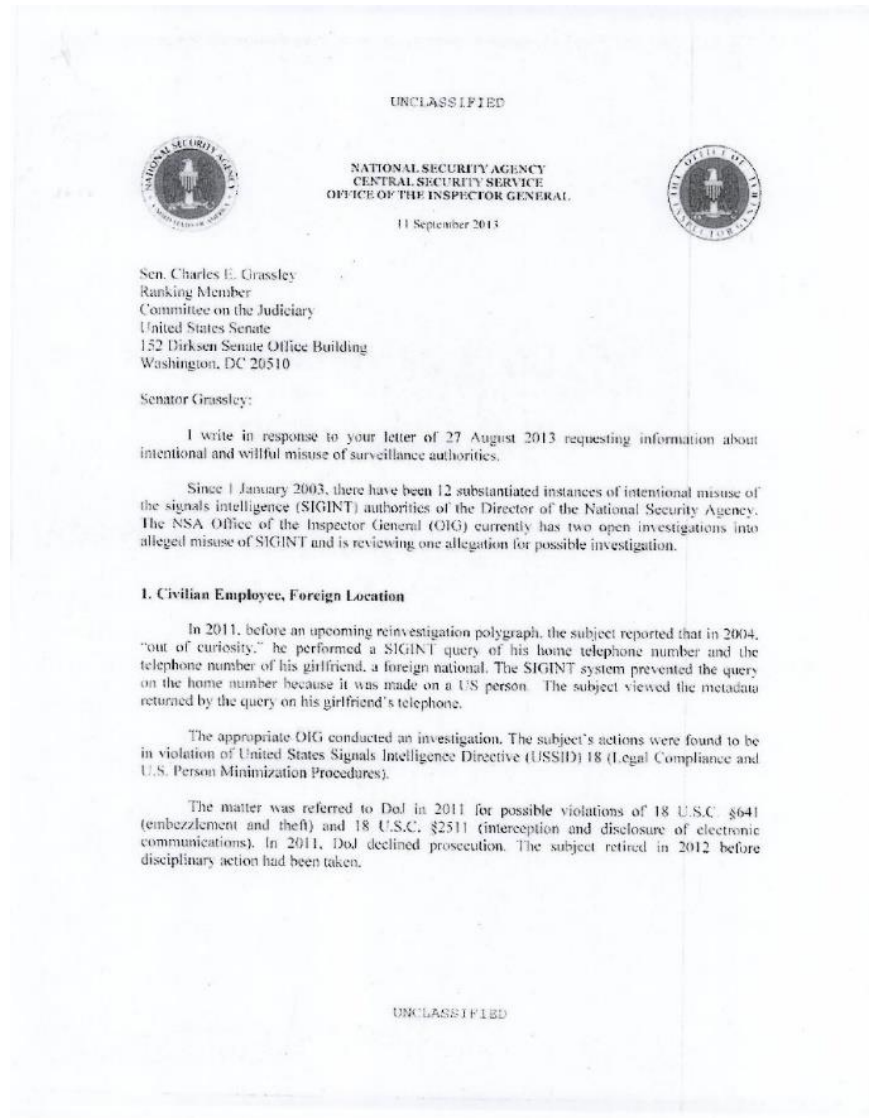 UNCLASSIFIED
NATIONAL SECURITY AGENCY
CENTRAL SECURITY SERVICE
OFFICE OF THE INSPECTOR GENERAL
11 September 2013
NATIONAL SECURITY AGENCY
UNITED STATES OF AMERICA
OFFICE OF THE INSPECTOR GENERAL
Sen. Charles E. Grassley
Ranking Member
Committee on the Judiciary
United States Senate
152 Dirksen Senate Office Building
Washington, DC 20510
Senator Grassley:
I write in response to your letter of 27 August 2013 requesting information about
intentional and willful misuse of surveillance authorities.
Since 1 January 2003, there have been 12 substantiated instances of intentional misuse of
the signals intelligence (SIGINT) authorities of the Director of the National Security Agency.
The NSA Office of the Inspector General (OIG) currently has two open investigations into
alleged misuse of SIGINT and is reviewing one allegation for possible investigation.
1. Civilian Employee, Foreign Location
In 2011, before an upcoming reinvestigation polygraph, the subject reported that in 2004,
"out of curiosity," he performed a SIGINT query of his home telephone number and the
telephone number of his girlfriend, a foreign national. The SIGINT system prevented the query
on the home number because it was made on a US person. The subject viewed the metadata
returned by the query on his girlfriend's telephone.
The appropriate OIG conducted an investigation. The subject's actions were found to be
in violation of United States Signals Intelligence Directive (USSID) 18 (Legal Compliance and
U.S. Person Minimization Procedures).
The matter was referred to DoJ in 2011 for possible violations of 18 U.S.C. §641
(embezzlement and theft) and 18 U.S.C. §2511 (interception and disclosure of electronic
communications). In 2011, DoJ declined prosecution. The subject retired in 2012 before
disciplinary action had been taken.
UNCLASSIFIED